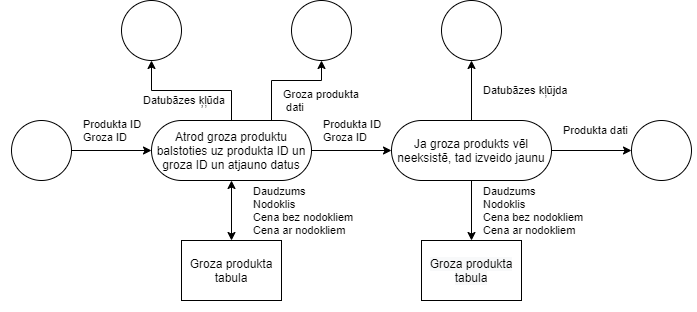 Datubāzes kļūda
Groza produkta
dati
Datubāzes kļūjda
Produkta ID
Groza ID
Atrod groza produktu
balstoties uz produkta ID un
groza ID un atjauno datus
Produkta ID
Groza ID
Ja groza produkts vēl
neeksistē, tad izveido jaunu
Produkta dati
Daudzums
Nodoklis
Cena bez nodokliem
Cena ar nodokliem
Daudzums
Nodoklis
Cena bez nodokliem
Cena ar nodokliem
Groza produkta
tabula
Groza produkta
tabula